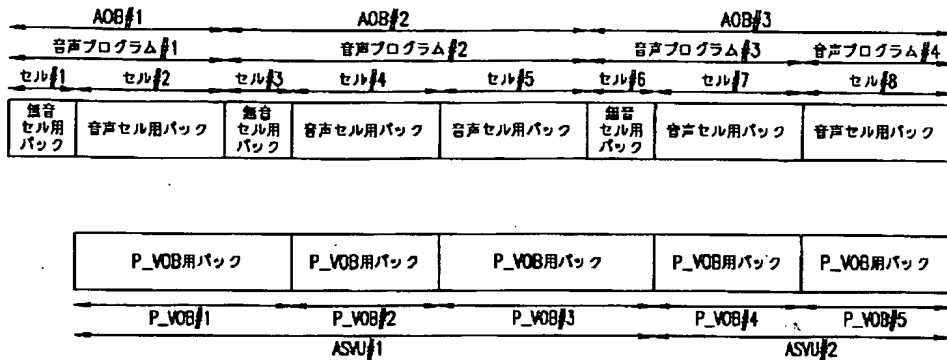 AOB#1 AOB#2 AOB#3
音声プログラム#1 音声プログラム#2 音声プログラム#3 音声プログラム#4
セル#1 セル#2 セル#3 セル#4 セル#5 セル#6 セル#7 セル#8
無音セル用パック 音声セル用パック 無音セル用パック 音声セル用パック 音声セル用パック 無音セル用パック 音声セル用パック 音声セル用パック
P_VOB用パック P_VOB用パック P_VOB用パック P_VOB用パック P_VOB用パック
P_VOB#1 P_VOB#2 P_VOB#3 P_VOB#4 P_VOB#5
ASVU#1 ASVU#2